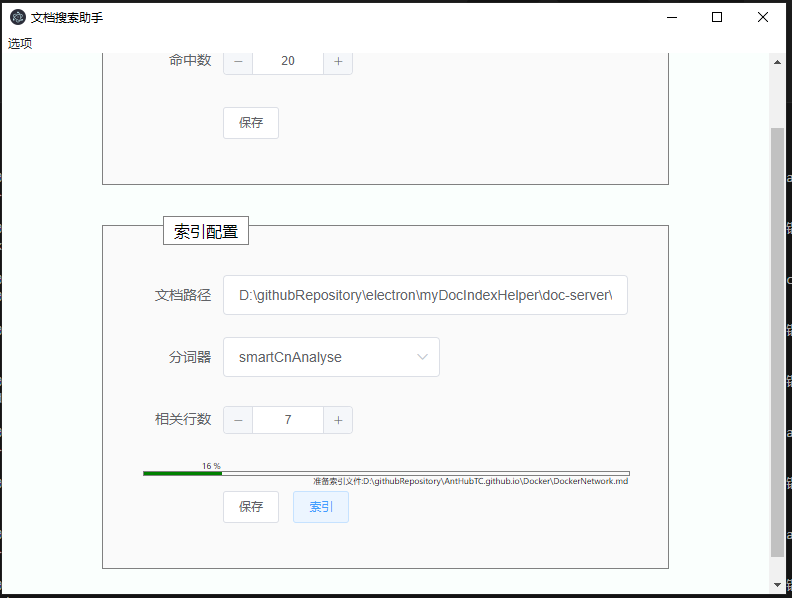 文档搜索助手
选项
命中数 − 20 +
保存
索引配置
文档路径 D:\githubRepository\electron\myDocIndexHelper\doc-server\
分词器 smartCnAnalyse
相关行数 − 7 +
16 %
准备索引文件:D:\githubRepository\AntHubTC.github.io\Docker\DockerNetwork.md
保存 索引